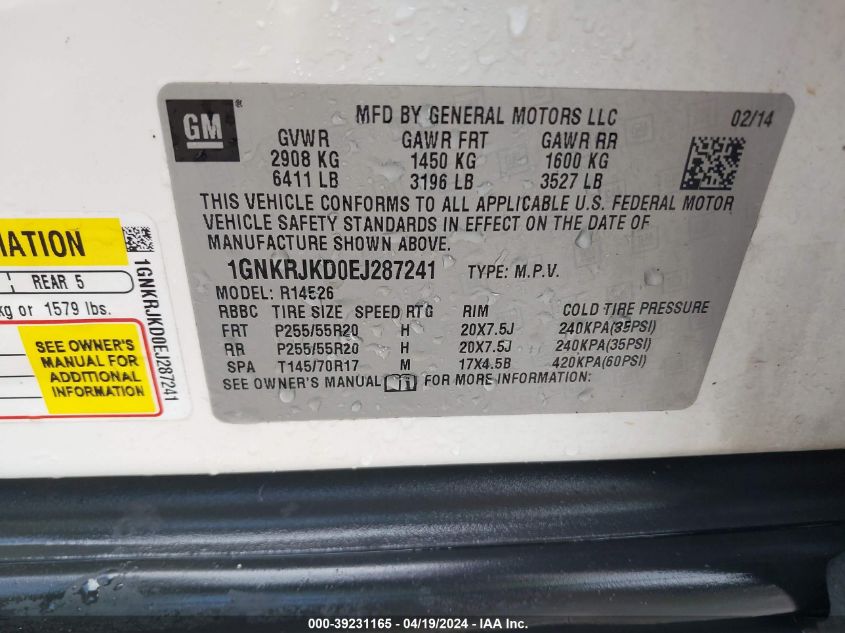 GM ®
MFD BY GENERAL MOTORS LLC 02/14
GVWR GAWR FRT GAWR RR
2908 KG 1450 KG 1600 KG
6411 LB 3196 LB 3527 LB
THIS VEHICLE CONFORMS TO ALL APPLICABLE U.S. FEDERAL MOTOR
VEHICLE SAFETY STANDARDS IN EFFECT ON THE DATE OF
MANUFACTURE SHOWN ABOVE.
1GNKRJKD0EJ287241 TYPE: M.P.V.
MODEL: R14526
RBBC TIRE SIZE SPEED RTG RIM COLD TIRE PRESSURE
FRT P255/55R20 H 20X7.5J 240KPA(35PSI)
RR P255/55R20 H 20X7.5J 240KPA(35PSI)
SPA T145/70R17 M 17X4.5B 420KPA(60PSI)
SEE OWNER'S MANUAL i FOR MORE INFORMATION.
MATION
REAR 5
kg or 1579 lbs.
SEE OWNER'S
MANUAL FOR
ADDITIONAL
INFORMATION
1GNKRJKD0EJ287241
000-39231165 - 04/19/2024 - IAA Inc.